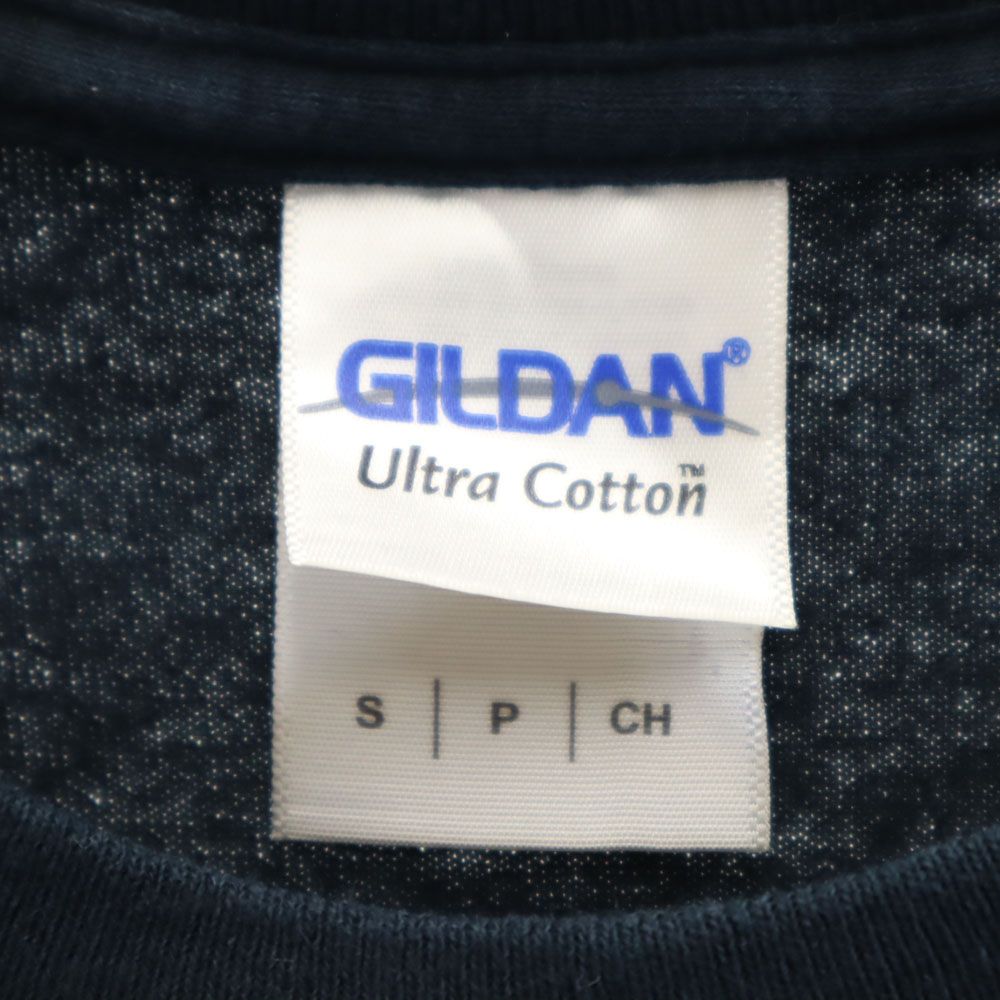 GILDAN®
Ultra Cotton™
S | P | CH